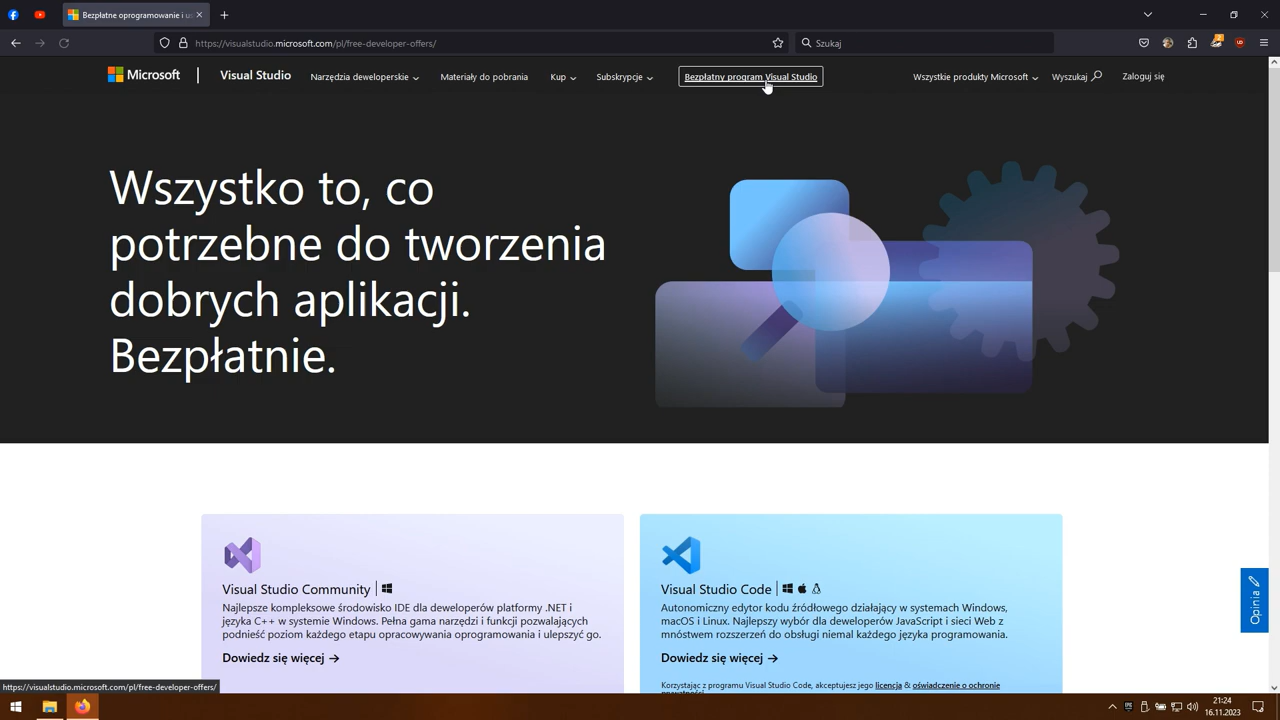 Bezpłatne oprogramowanie i us
https://visualstudio.microsoft.com/pl/free-developer-offers/
Szukaj
Microsoft
Visual Studio
Narzędzia deweloperskie
Materiały do pobrania
Kup
Subskrypcje
Bezpłatny program Visual Studio
Wszystkie produkty Microsoft
Wyszukaj
Zaloguj się
Wszystko to, co
potrzebne do tworzenia
dobrych aplikacji.
Bezpłatnie.
Visual Studio Community
Najlepsze kompleksowe środowisko IDE dla deweloperów platformy .NET i
języka C++ w systemie Windows. Pełna gama narzędzi i funkcji pozwalających
podnieść poziom każdego etapu opracowywania oprogramowania i ulepszyć go.
Dowiedz się więcej
Visual Studio Code
Autonomiczny edytor kodu źródłowego działający w systemach Windows,
macOS i Linux. Najlepszy wybór dla deweloperów JavaScript i sieci Web z
mnóstwem rozszerzeń do obsługi niemal każdego języka programowania.
Dowiedz się więcej
Korzystając z programu Visual Studio Code, akceptujesz jego licencją & oświadczenie o ochronie
Opinia
https://visualstudio.microsoft.com/pl/free-developer-offers/
21:24
16.11.2023